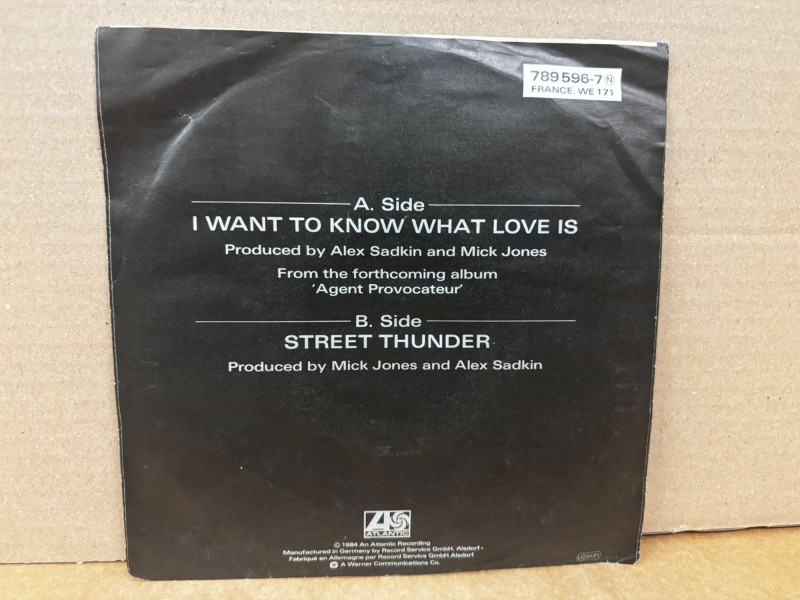 789 596-7 Ⓝ
FRANCE: WE 171
A. Side
I WANT TO KNOW WHAT LOVE IS
Produced by Alex Sadkin and Mick Jones
From the forthcoming album
‘Agent Provocateur’
B. Side
STREET THUNDER
Produced by Mick Jones and Alex Sadkin
ATLANTIC
© 1984 An Atlantic Recording
Manufactured in Germany by Record Service GmbH, Alsdorf •
Fabriqué en Allemagne par Record Service GmbH Alsdorf
A Warner Communications Co.